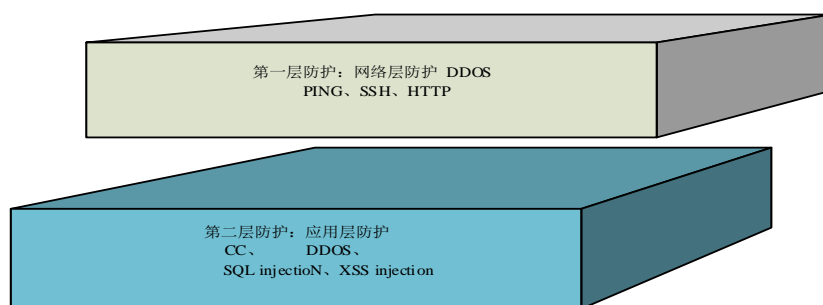 第一层防护：网络层防护 DDOS
PING、SSH、HTTP
第二层防护：应用层防护
CC、 DDOS、
SQL injectioN、XSS injection